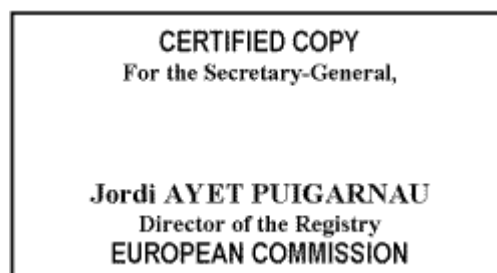 CERTIFIED COPY
For the Secretary-General,
Jordi AYET PUIGARNAU
Director of the Registry
EUROPEAN COMMISSION